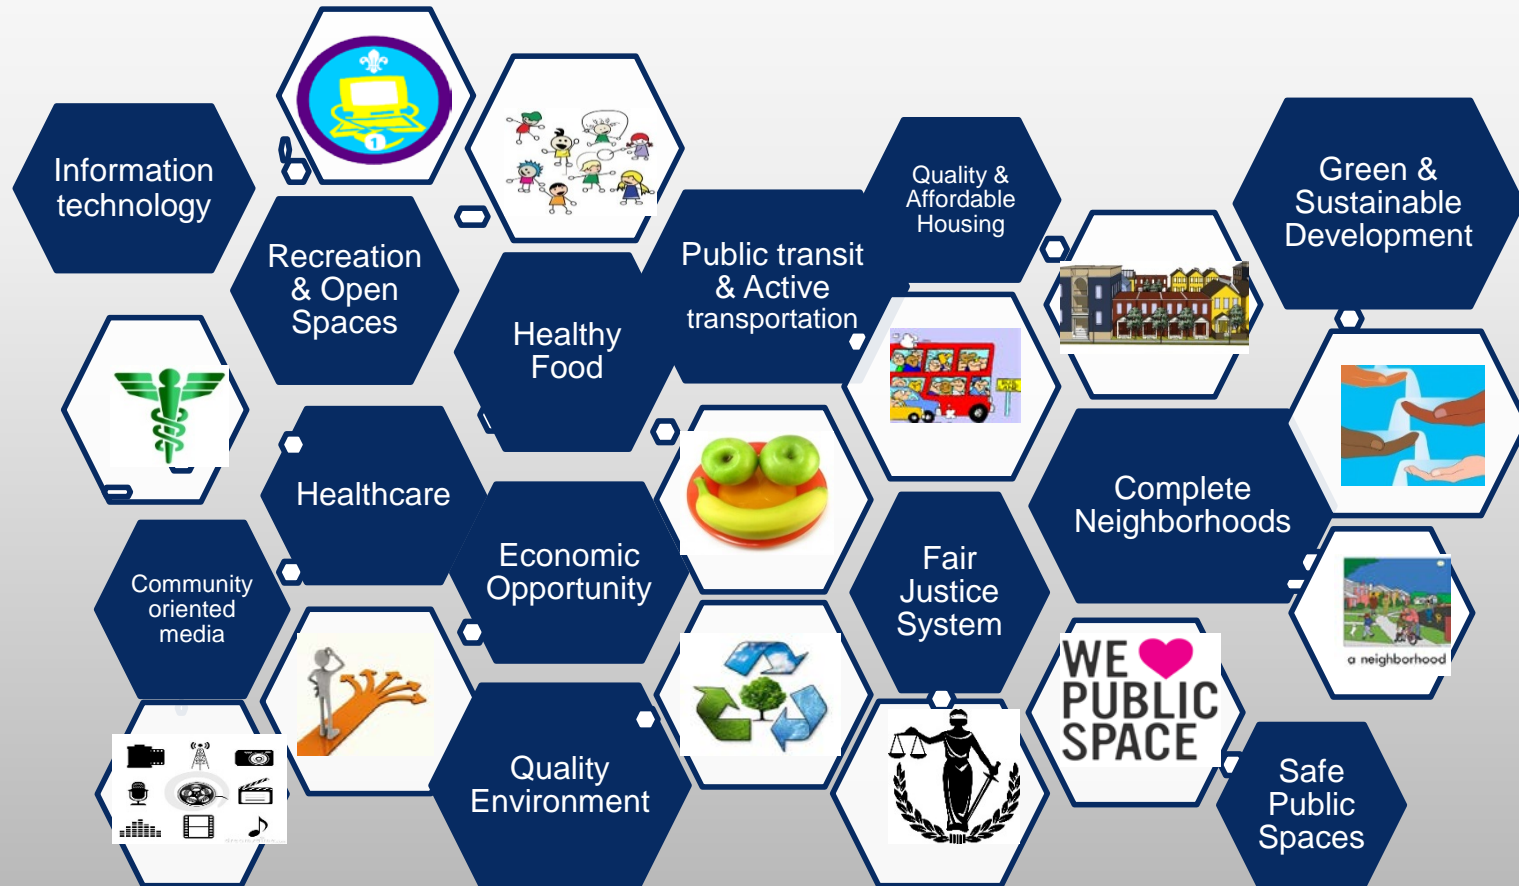 Information
technology
1
Recreation
& Open
Spaces
Healthy
Food
Public transit
& Active
transportation
Quality &
Affordable
Housing
Green &
Sustainable
Development
Healthcare
Economic
Opportunity
Fair
Justice
System
Complete
Neighborhoods
a neighborhood
Community
oriented
media
Quality
Environment
WE
PUBLIC
SPACE
Safe
Public
Spaces